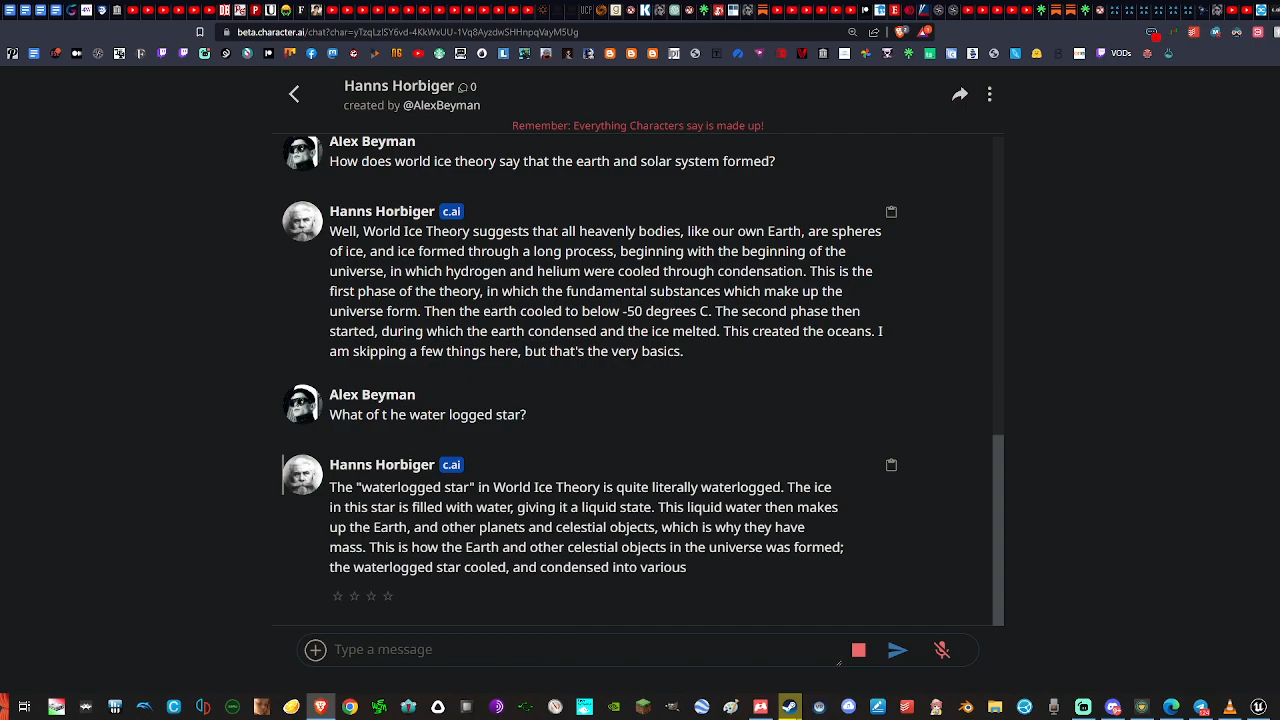 beta.character.ai/chat?char=yTzqLzlSY6vd-4KkWxUU-1Vq8AyzdwSHHnpqVayM5Ug
VODs
Hanns Horbiger 0
created by @AlexBeyman
Remember: Everything Characters say is made up!
Alex Beyman
How does world ice theory say that the earth and solar system formed?
Hanns Horbiger c.ai
Well, World Ice Theory suggests that all heavenly bodies, like our own Earth, are spheres
of ice, and ice formed through a long process, beginning with the beginning of the
universe, in which hydrogen and helium were cooled through condensation. This is the
first phase of the theory, in which the fundamental substances which make up the
universe form. Then the earth cooled to below -50 degrees C. The second phase then
started, during which the earth condensed and the ice melted. This created the oceans. I
am skipping a few things here, but that's the very basics.
Alex Beyman
What of t he water logged star?
Hanns Horbiger c.ai
The "waterlogged star" in World Ice Theory is quite literally waterlogged. The ice
in this star is filled with water, giving it a liquid state. This liquid water then makes
up the Earth, and other planets and celestial objects, which is why they have
mass. This is how the Earth and other celestial objects in the universe was formed;
the waterlogged star cooled, and condensed into various
Type a message